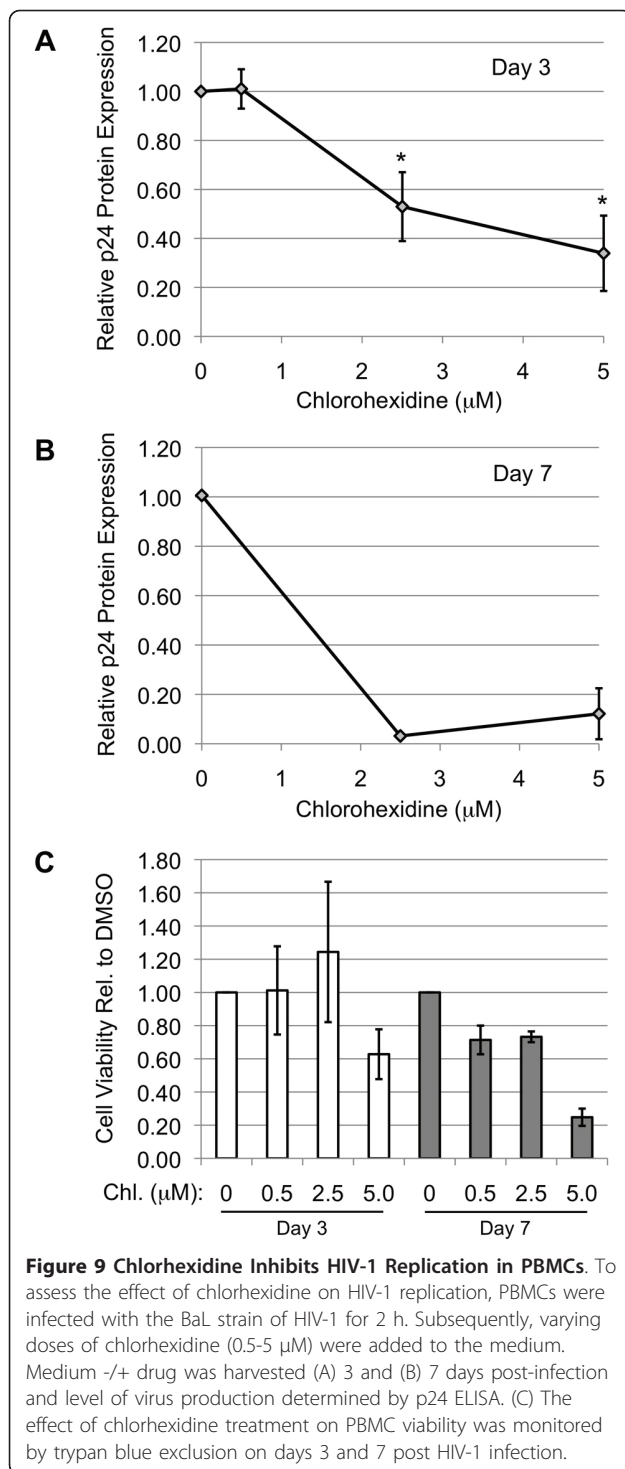 A
1.20
1.00
0.80
0.60
0.40
0.20
0.00
Relative p24 Protein Expression
Day 3
*
*
0 1 2 3 4 5
Chlorohexidine (μM)
B
1.20
1.00
0.80
0.60
0.40
0.20
0.00
Relative p24 Protein Expression
Day 7
0 1 2 3 4 5
Chlorohexidine (μM)
C
1.80
1.60
1.40
1.20
1.00
0.80
0.60
0.40
0.20
0.00
Cell Viability Rel. to DMSO
Chl. (μM): 0 0.5 2.5 5.0 0 0.5 2.5 5.0
Day 3 Day 7
Figure 9 Chlorhexidine Inhibits HIV-1 Replication in PBMCs. To
assess the effect of chlorhexidine on HIV-1 replication, PBMCs were
infected with the BaL strain of HIV-1 for 2 h. Subsequently, varying
doses of chlorhexidine (0.5-5 μM) were added to the medium.
Medium -/+ drug was harvested (A) 3 and (B) 7 days post-infection
and level of virus production determined by p24 ELISA. (C) The
effect of chlorhexidine treatment on PBMC viability was monitored
by trypan blue exclusion on days 3 and 7 post HIV-1 infection.